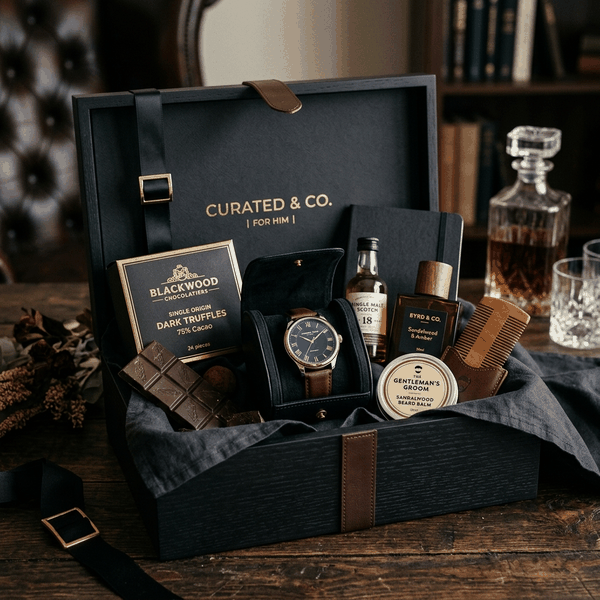 CURATED & CO.
| FOR HIM |
BLACKWOOD
CHOCOLATIERS
SINGLE ORIGIN
DARK TRUFFLES
75% Cacao
24 pieces
SINGLE MALT
SCOTCH
18
BYRD & CO.
Sandalwood
& Amber
THE
GENTLEMAN'S
GROOM
SANDALWOOD
BEARD BALM